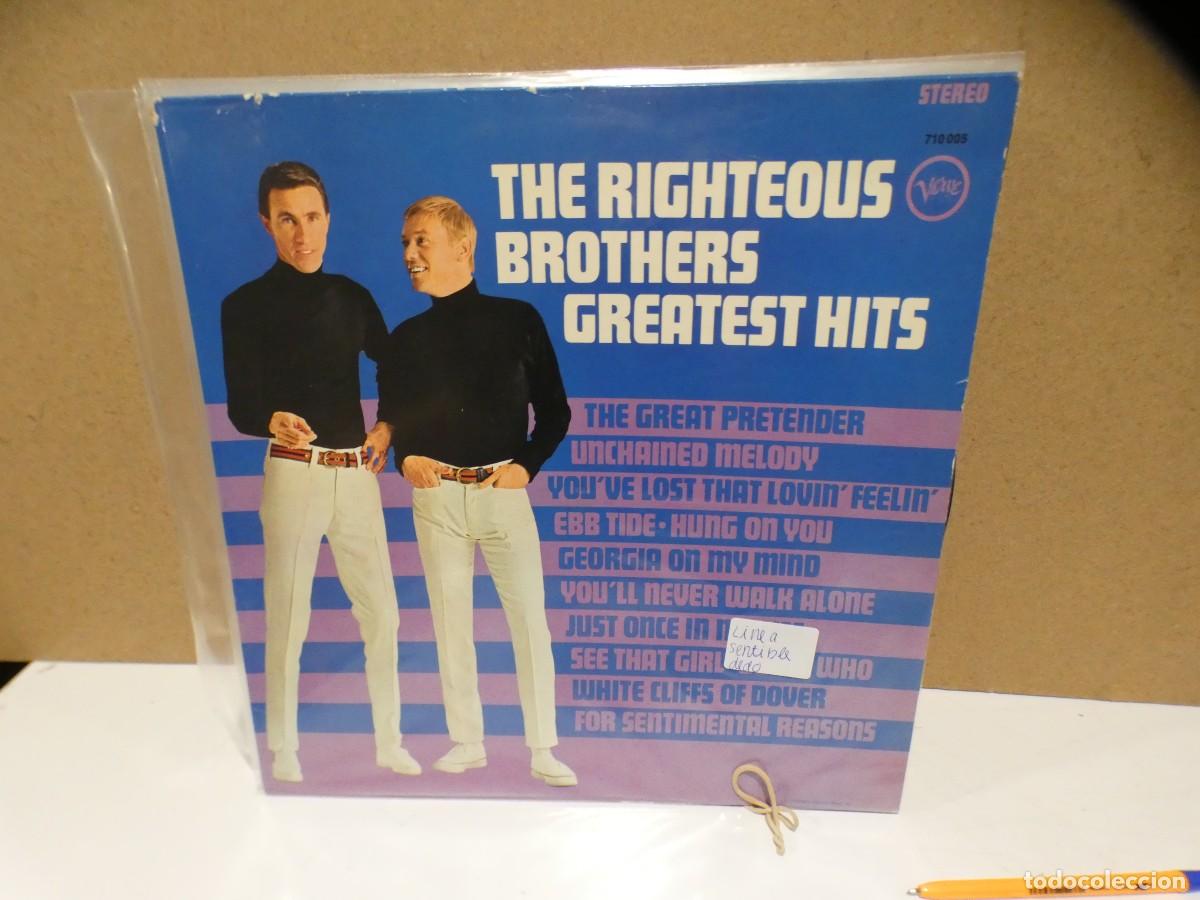 STEREO
710 005
Verve
THE RIGHTEOUS
BROTHERS
GREATEST HITS
THE GREAT PRETENDER
UNCHAINED MELODY
YOU'VE LOST THAT LOVIN' FEELIN'
EBB TIDE • HUNG ON YOU
GEORGIA ON MY MIND
YOU'LL NEVER WALK ALONE
JUST ONCE IN
SEE THAT GIRL WHO
WHITE CLIFFS OF DOVER
FOR SENTIMENTAL REASONS
Linea
sentible
dedo
todocoleccion